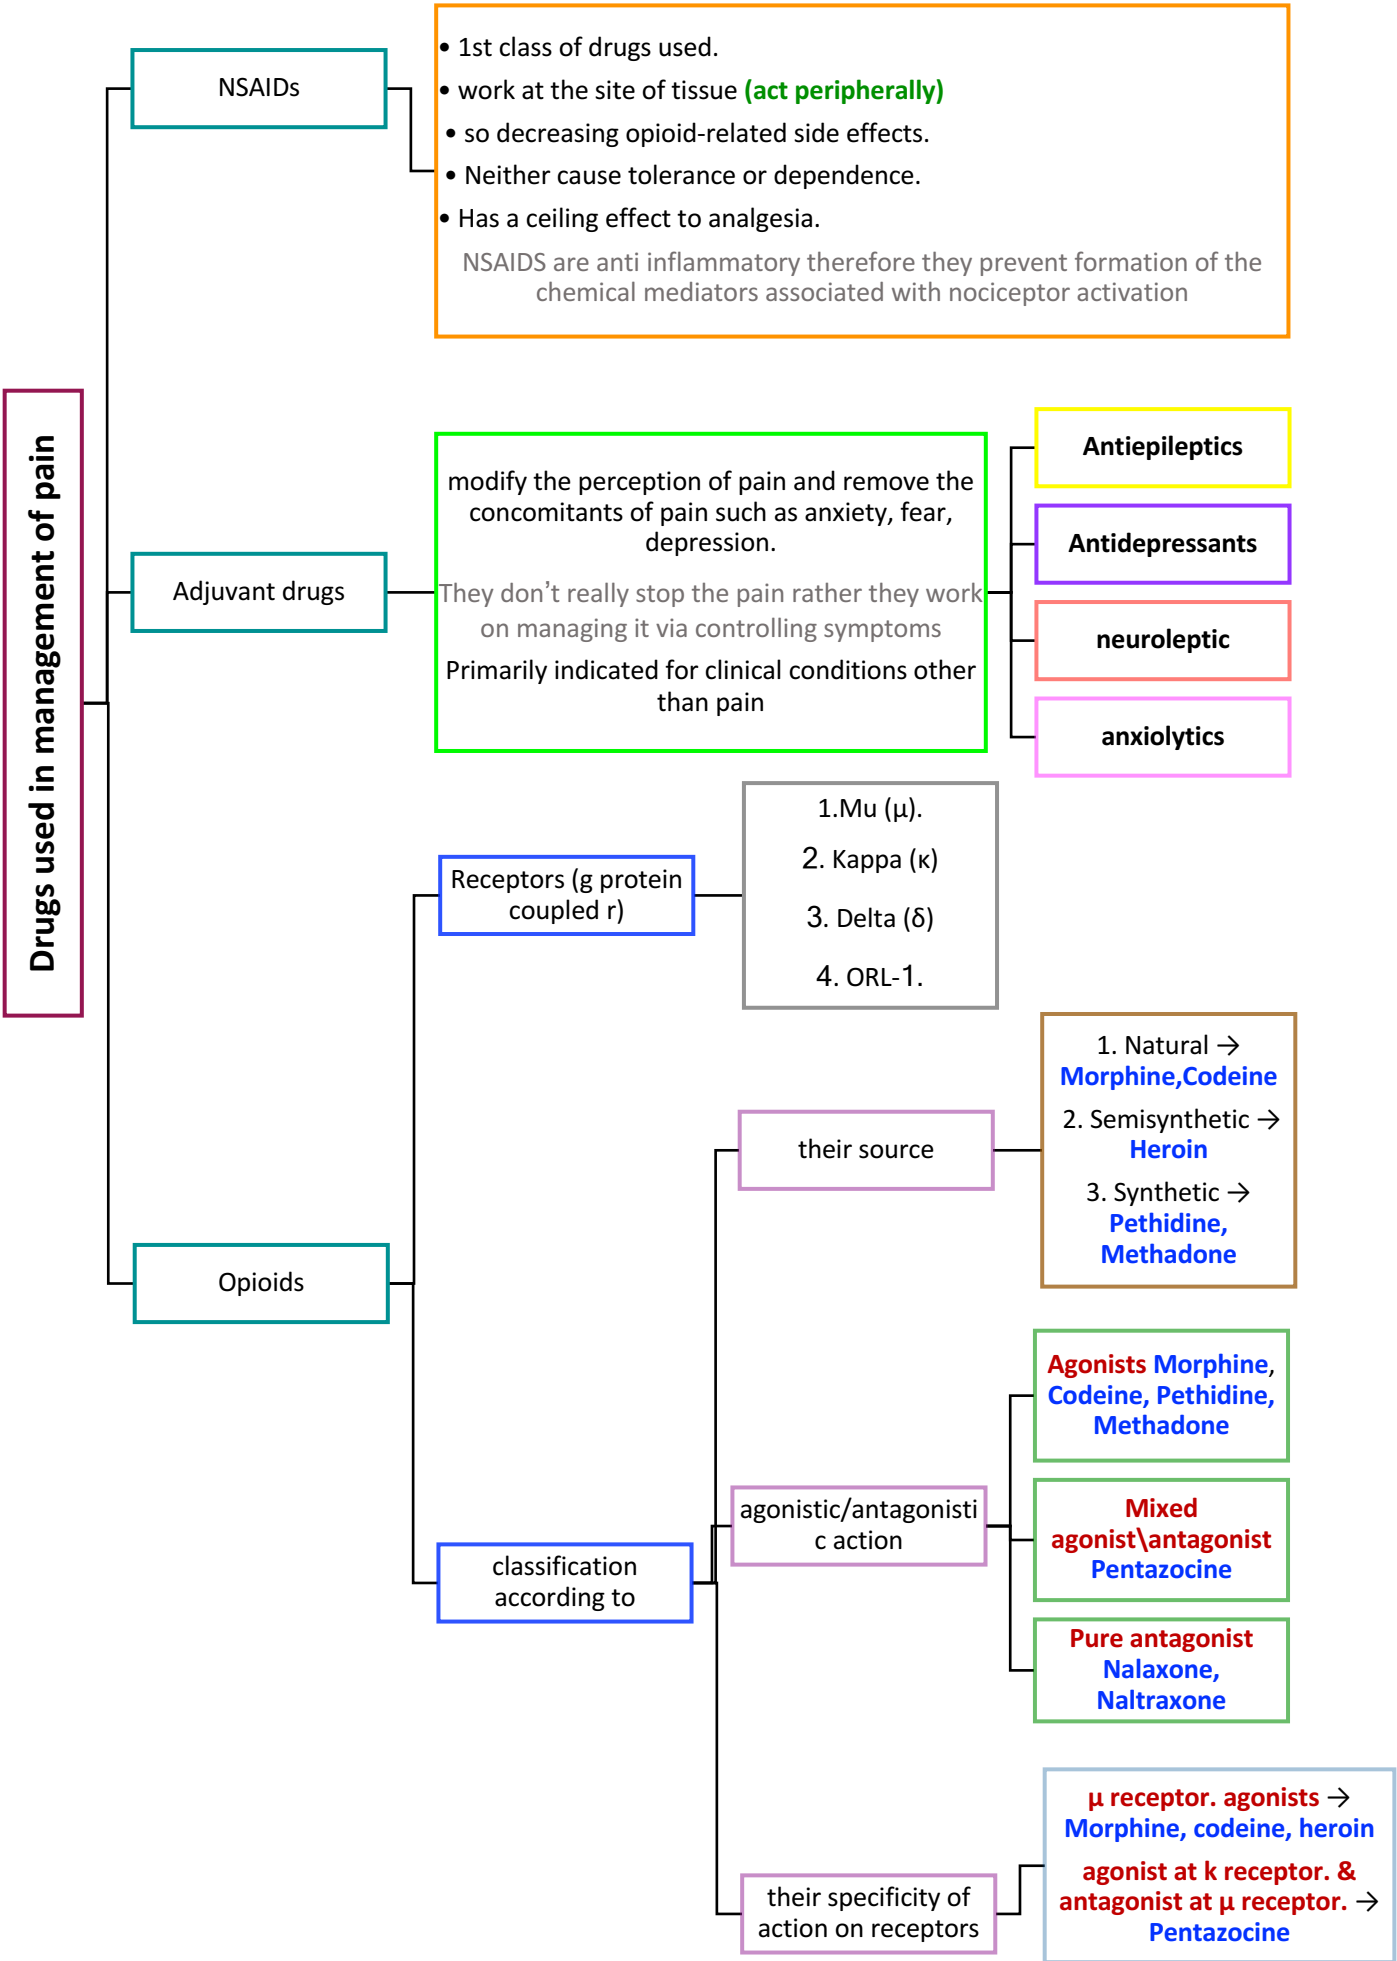 Drugs used in management of pain
NSAIDs
• 1st class of drugs used.
• work at the site of tissue (act peripherally)
• so decreasing opioid-related side effects.
• Neither cause tolerance or dependence.
• Has a ceiling effect to analgesia.
NSAIDS are anti inflammatory therefore they prevent formation of the
chemical mediators associated with nociceptor activation
Adjuvant drugs
modify the perception of pain and remove the
concomitants of pain such as anxiety, fear,
depression.
They don’t really stop the pain rather they work
on managing it via controlling symptoms
Primarily indicated for clinical conditions other
than pain
Antiepileptics
Antidepressants
neuroleptic
anxiolytics
Opioids
Receptors (g protein
coupled r)
1.Mu (μ).
2. Kappa (κ)
3. Delta (δ)
4. ORL-1.
classification
according to
their source
1. Natural →
Morphine,Codeine
2. Semisynthetic →
Heroin
3. Synthetic →
Pethidine,
Methadone
agonistic/antagonisti
c action
Agonists Morphine,
Codeine, Pethidine,
Methadone
Mixed
agonist\antagonist
Pentazocine
Pure antagonist
Nalaxone,
Naltraxone
their specificity of
action on receptors
μ receptor. agonists →
Morphine, codeine, heroin
agonist at k receptor. &
antagonist at μ receptor. →
Pentazocine